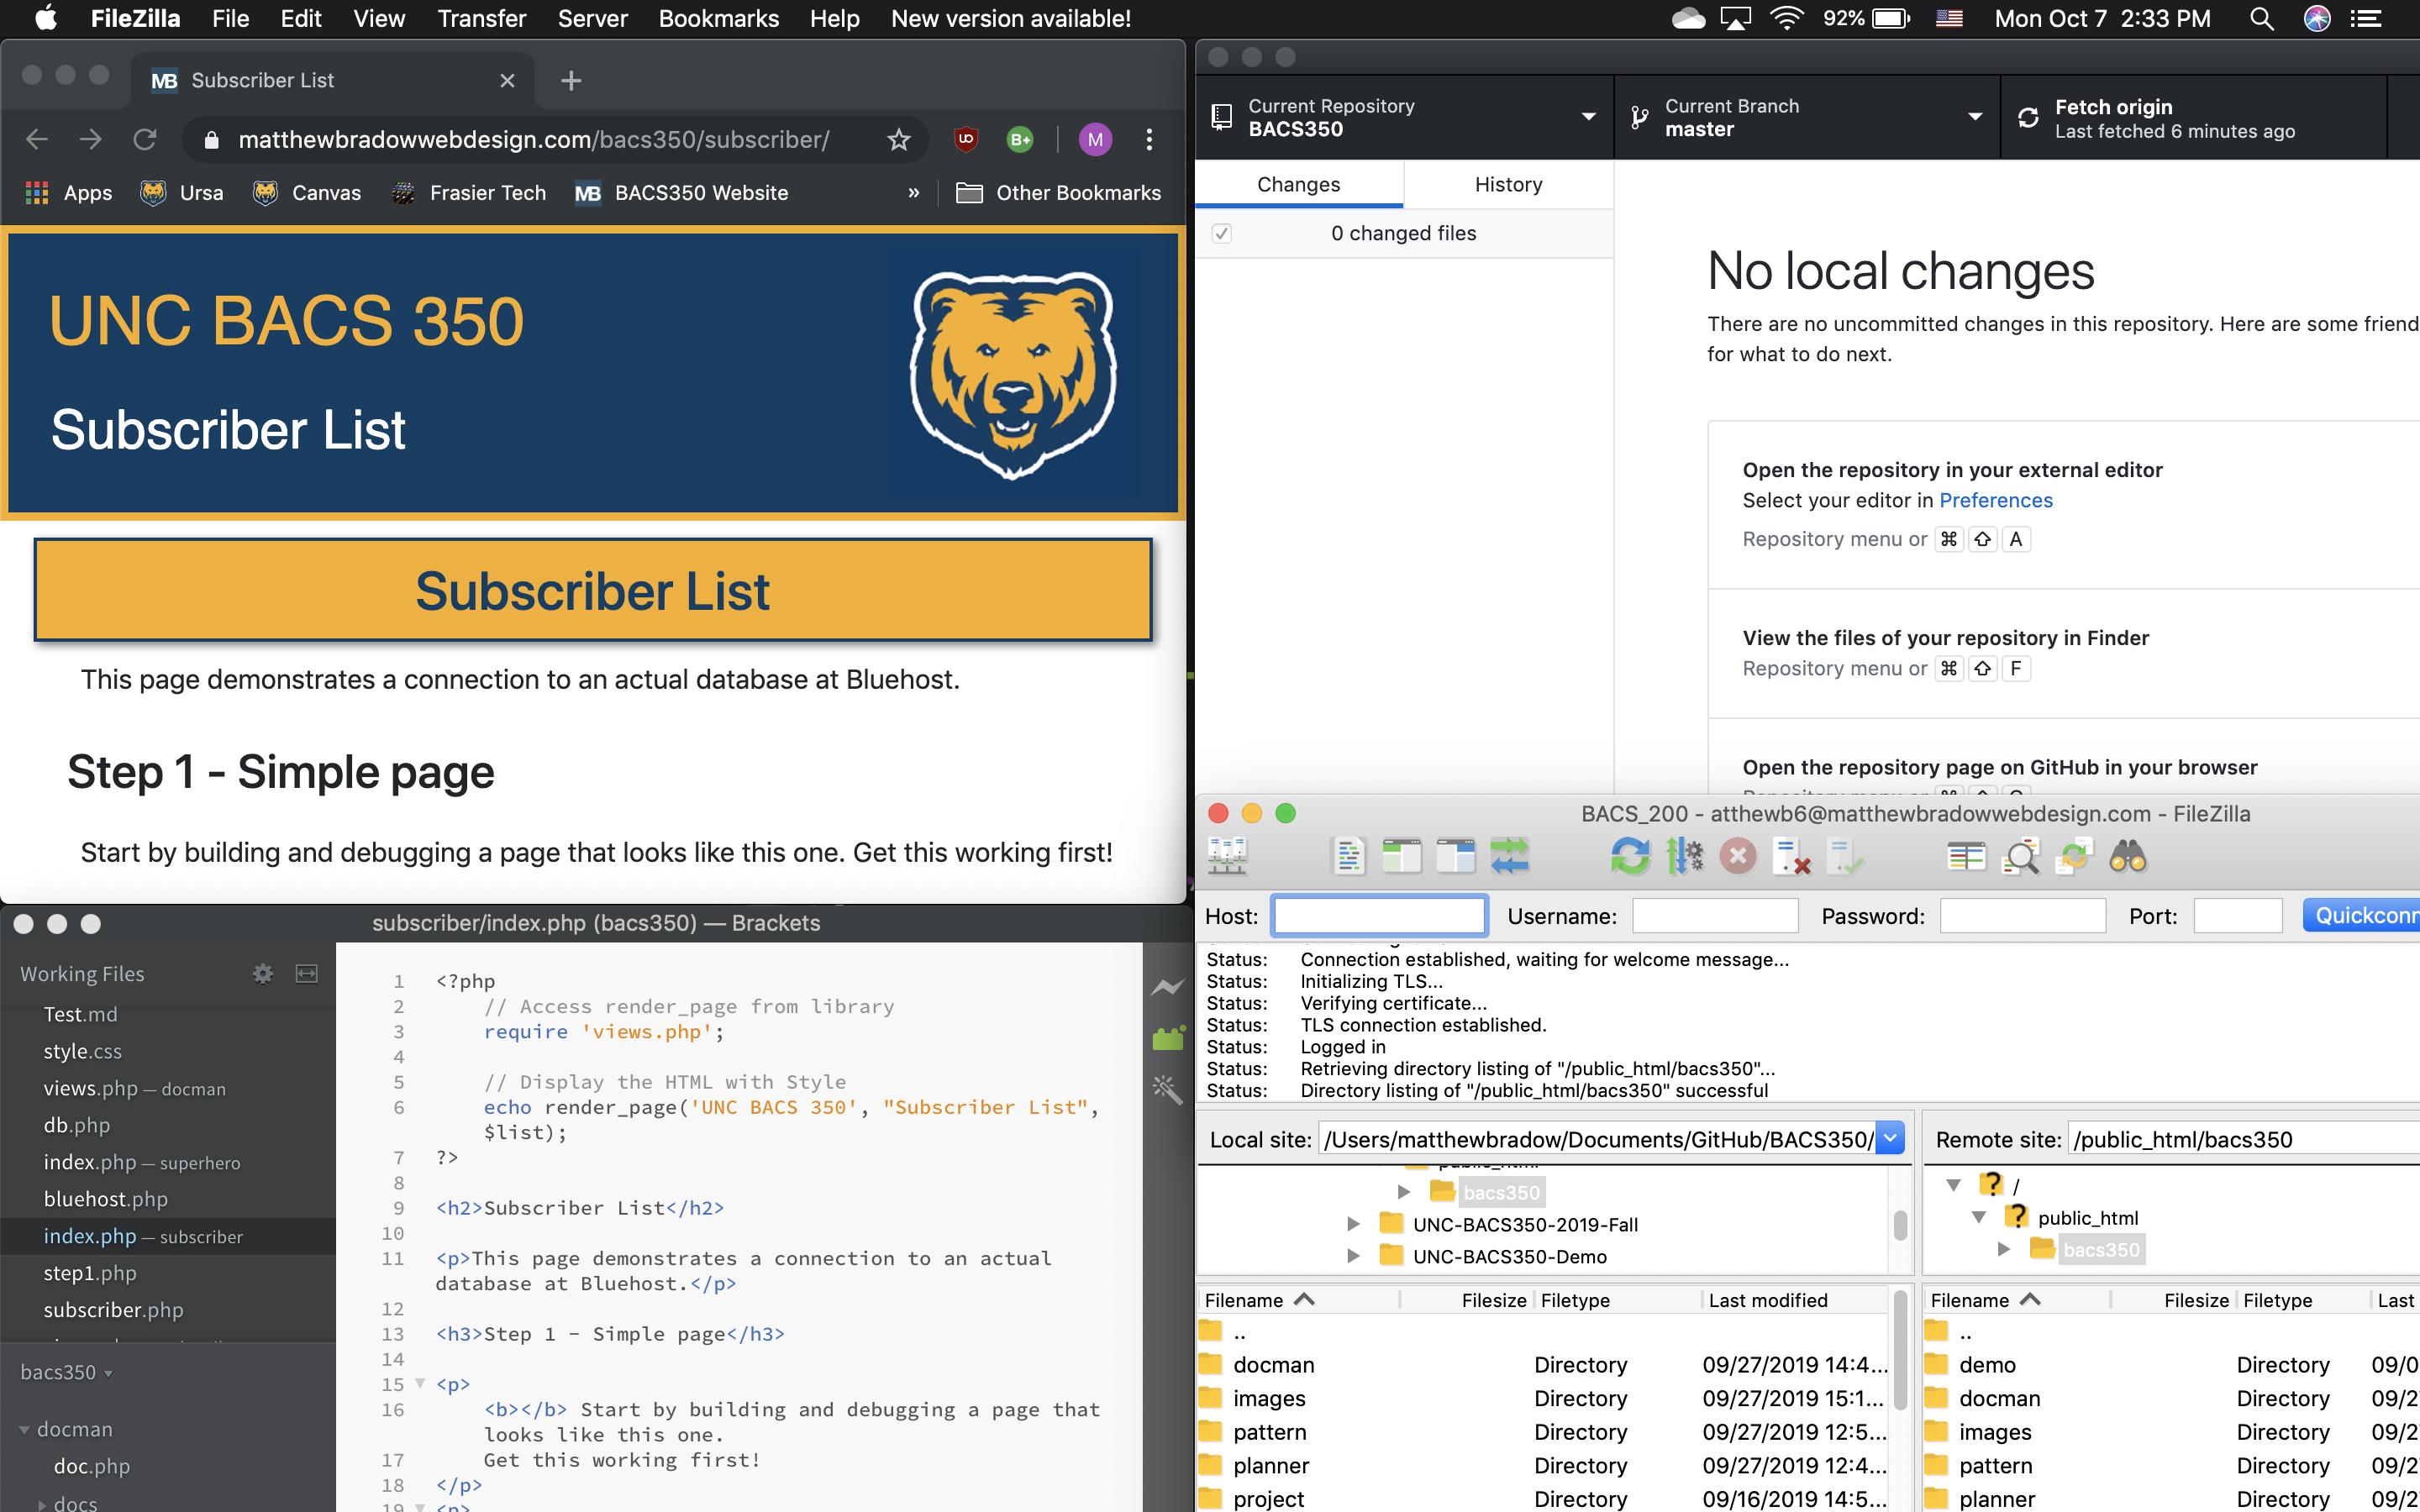 FileZilla File Edit View Transfer Server Bookmarks Help New version available! 92% Mon Oct 7 2:33 PM
MB Subscriber List
matthewbradowwebdesign.com/bacs350/subscriber/ B+ M
Apps Ursa Canvas Frasier Tech MB BACS350 Website » Other Bookmarks
UNC BACS 350
Subscriber List
Subscriber List
This page demonstrates a connection to an actual database at Bluehost.
Step 1 - Simple page
Start by building and debugging a page that looks like this one. Get this working first!
Current Repository
BACS350
Current Branch
master
Fetch origin
Last fetched 6 minutes ago
Changes History
0 changed files
No local changes
There are no uncommitted changes in this repository. Here are some friend
for what to do next.
Open the repository in your external editor
Select your editor in Preferences
Repository menu or ⌘ ⇧ A
View the files of your repository in Finder
Repository menu or ⌘ ⇧ F
Open the repository page on GitHub in your browser
subscriber/index.php (bacs350) — Brackets
Working Files
Test.md
style.css
views.php — docman
db.php
index.php — superhero
bluehost.php
index.php — subscriber
step1.php
subscriber.php
bacs350
docman
doc.php
docs
1 <?php
2 // Access render_page from library
3 require 'views.php';
4
5 // Display the HTML with Style
6 echo render_page('UNC BACS 350', "Subscriber List",
$list);
7 ?>
8
9 <h2>Subscriber List</h2>
10
11 <p>This page demonstrates a connection to an actual
database at Bluehost.</p>
12
13 <h3>Step 1 - Simple page</h3>
14
15 <p>
16 <b></b> Start by building and debugging a page that
looks like this one.
17 Get this working first!
18 </p>
19 <p>
BACS_200 - atthewb6@matthewbradowwebdesign.com - FileZilla
Host: Username: Password: Port: Quickconn
Status: Connection established, waiting for welcome message...
Status: Initializing TLS...
Status: Verifying certificate...
Status: TLS connection established.
Status: Logged in
Status: Retrieving directory listing of "/public_html/bacs350"...
Status: Directory listing of "/public_html/bacs350" successful
Local site: /Users/matthewbradow/Documents/GitHub/BACS350/
public_html
bacs350
UNC-BACS350-2019-Fall
UNC-BACS350-Demo
Filename Filesize Filetype Last modified
..
docman Directory 09/27/2019 14:4...
images Directory 09/27/2019 15:1...
pattern Directory 09/27/2019 12:5...
planner Directory 09/27/2019 12:4...
project Directory 09/16/2019 14:5...
Remote site: /public_html/bacs350
/
public_html
bacs350
Filename Filesize Filetype Last
..
demo Directory 09/0
docman Directory 09/2
images Directory 09/2
pattern Directory 09/2
planner Directory 09/2